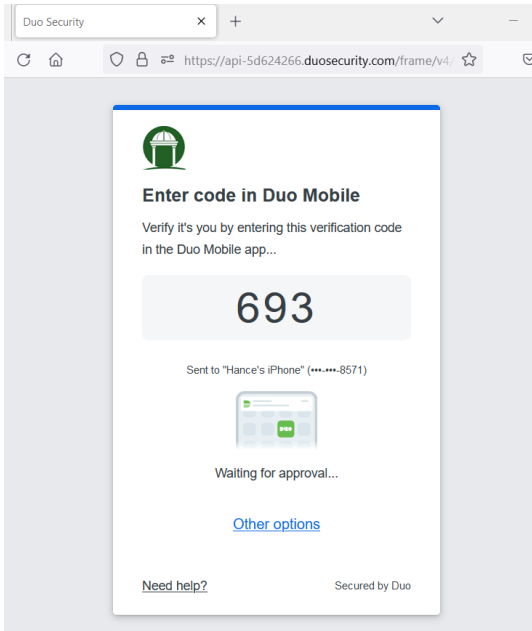 Duo Security
https://api-5d624266.duosecurity.com/frame/v4/
Enter code in Duo Mobile
Verify it's you by entering this verification code
in the Duo Mobile app...
693
Sent to "Hance's iPhone" (•••-•••-8571)
DUO
Waiting for approval...
Other options
Need help?
Secured by Duo